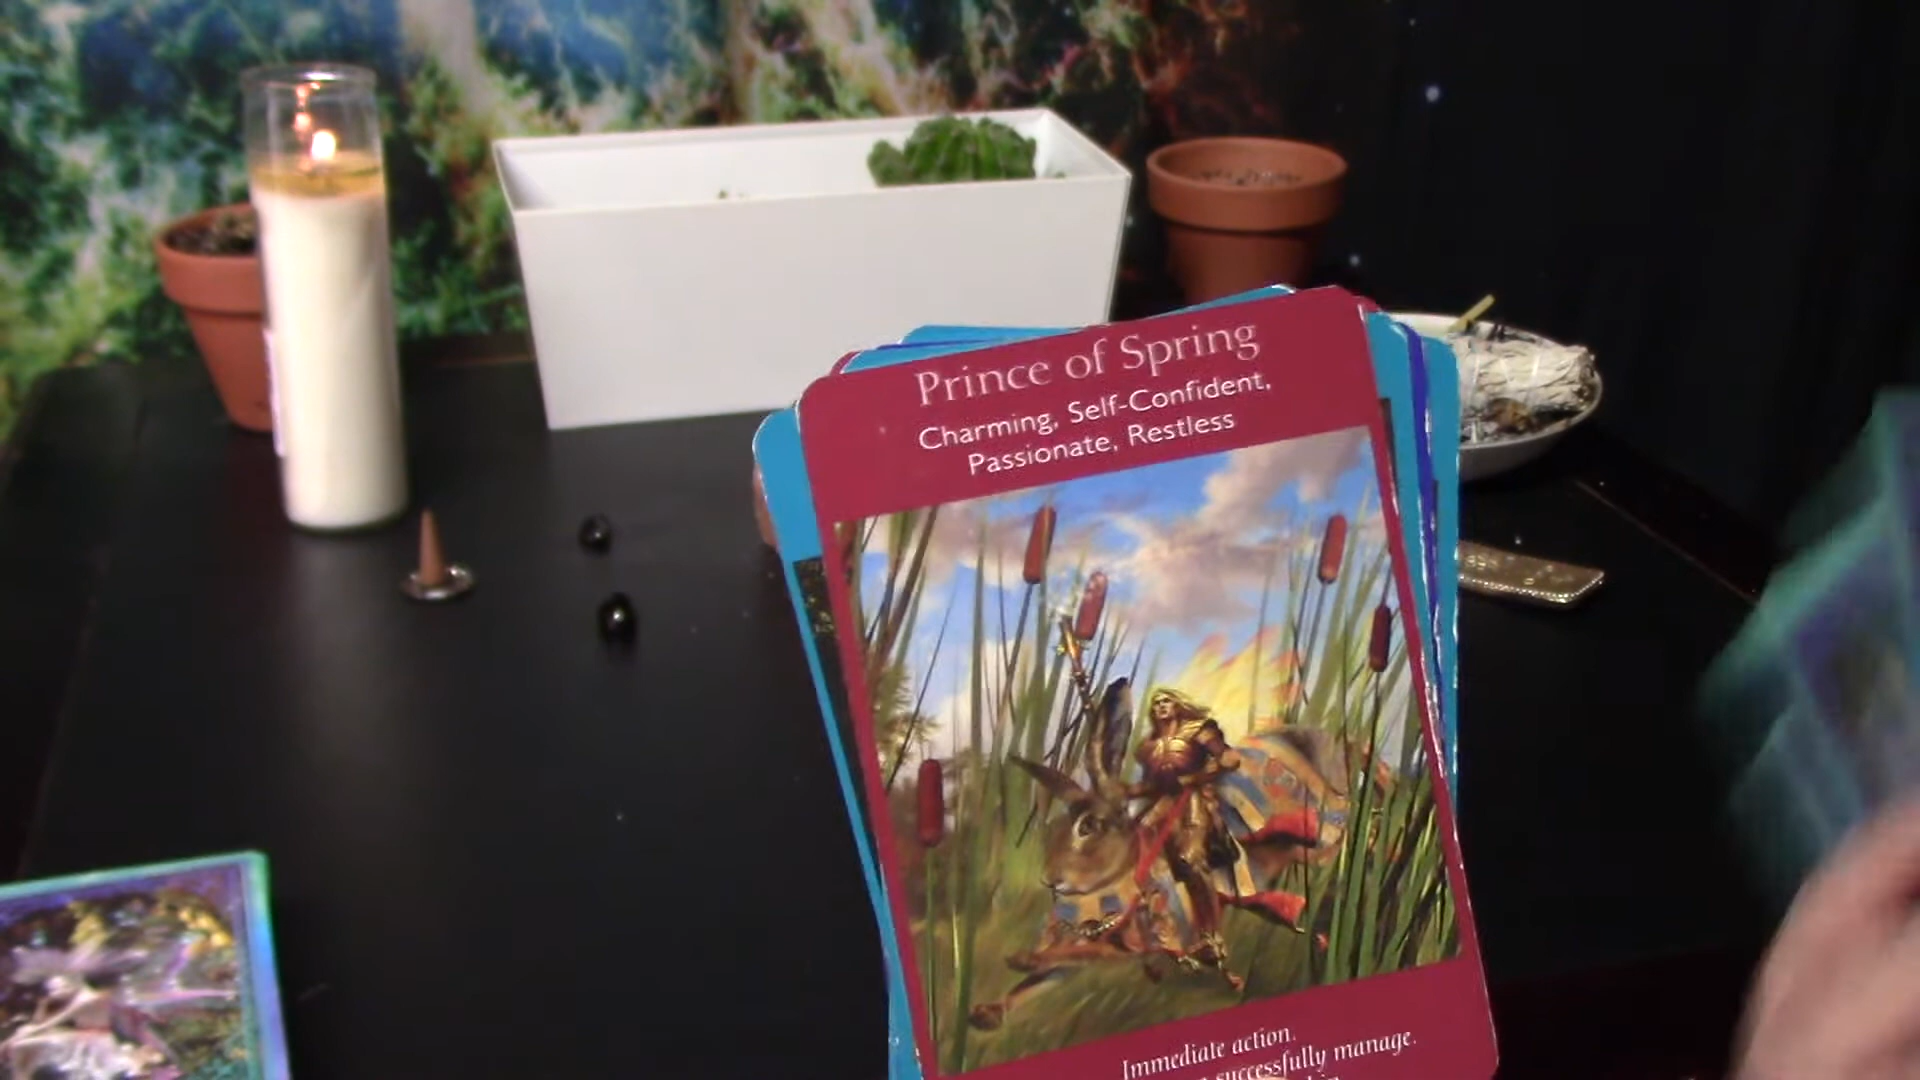 Prince of Spring
Charming, Self-Confident,
Passionate, Restless
Immediate action.
successfully manage.